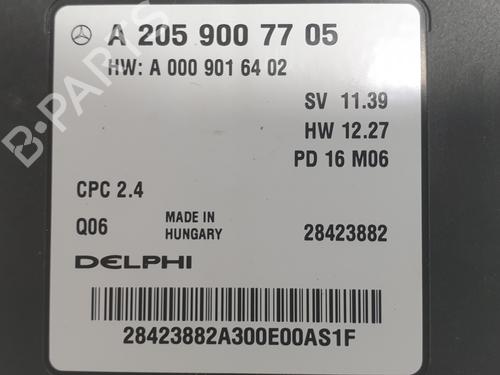 A 205 900 77 05
HW: A 000 901 64 02
SV 11.39
HW 12.27
PD 16 M06
CPC 2.4
Q06
MADE IN
HUNGARY
28423882
DELPHI
28423882A300E00AS1F
B-PARTS